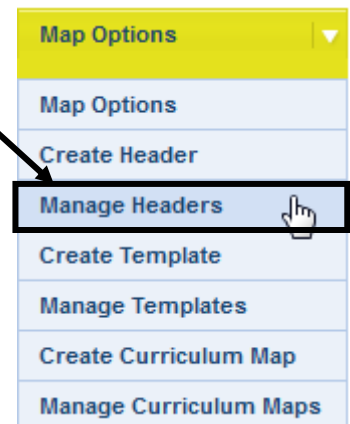 Map Options
Map Options
Create Header
Manage Headers
Create Template
Manage Templates
Create Curriculum Map
Manage Curriculum Maps